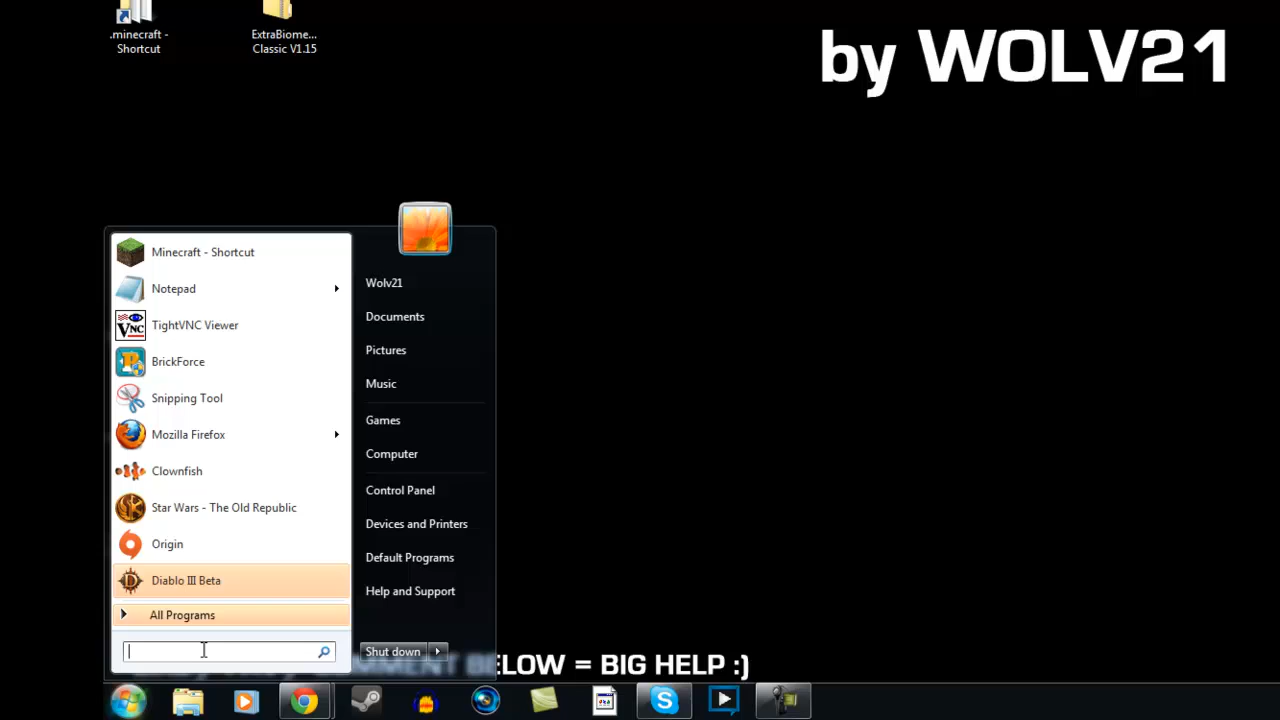 .minecraft -
Shortcut
ExtraBiome...
Classic V1.15
by WOLV21
Minecraft - Shortcut
Notepad
TightVNC Viewer
BrickForce
Snipping Tool
Mozilla Firefox
Clownfish
Star Wars - The Old Republic
Origin
Diablo III Beta
All Programs
Wolv21
Documents
Pictures
Music
Games
Computer
Control Panel
Devices and Printers
Default Programs
Help and Support
Shut down
COMMENT BELOW = BIG HELP :)